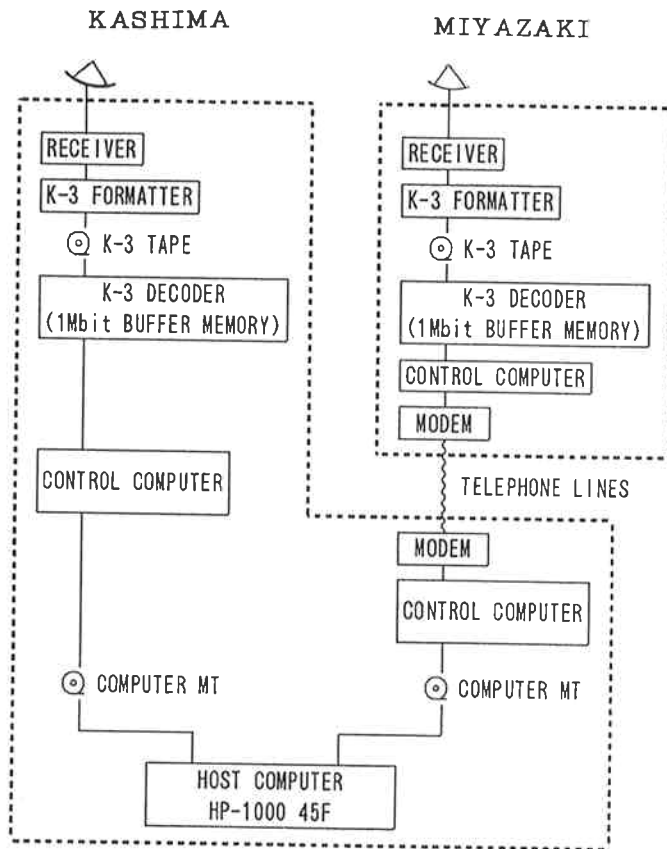 KASHIMA
RECEIVER
K-3 FORMATTER
K-3 TAPE
K-3 DECODER
(1Mbit BUFFER MEMORY)
CONTROL COMPUTER
COMPUTER MT
MIYAZAKI
RECEIVER
K-3 FORMATTER
K-3 TAPE
K-3 DECODER
(1Mbit BUFFER MEMORY)
CONTROL COMPUTER
MODEM
TELEPHONE LINES
MODEM
CONTROL COMPUTER
COMPUTER MT
HOST COMPUTER
HP-1000 45F